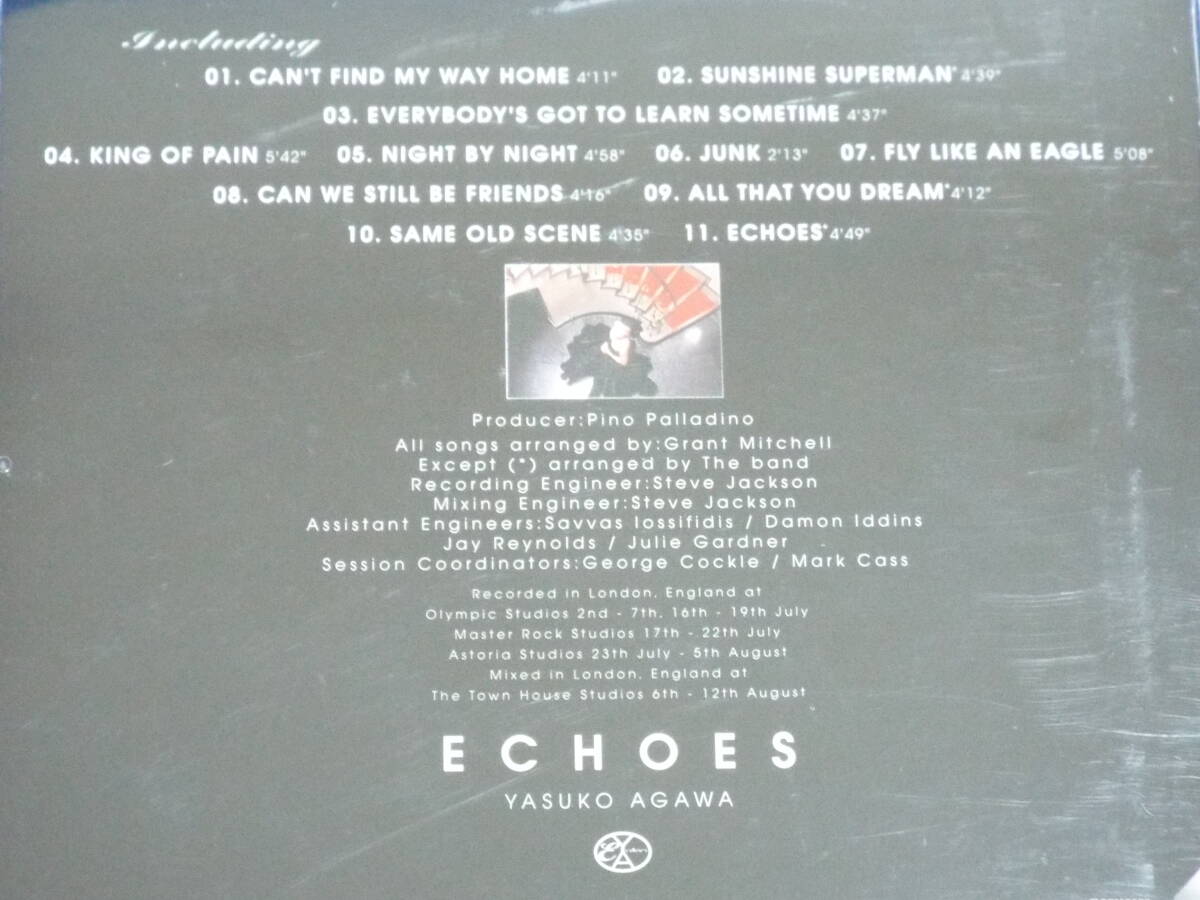 Including
01. CAN'T FIND MY WAY HOME 4'11" 02. SUNSHINE SUPERMAN* 4'39"
03. EVERYBODY'S GOT TO LEARN SOMETIME 4'37"
04. KING OF PAIN 5'42" 05. NIGHT BY NIGHT 4'58" 06. JUNK 2'13" 07. FLY LIKE AN EAGLE 5'08"
08. CAN WE STILL BE FRIENDS 4'16" 09. ALL THAT YOU DREAM* 4'12"
10. SAME OLD SCENE 4'35" 11. ECHOES* 4'49"
Producer:Pino Palladino
All songs arranged by:Grant Mitchell
Except (*) arranged by The band
Recording Engineer:Steve Jackson
Mixing Engineer:Steve Jackson
Assistant Engineers:Savvas Iossifidis / Damon Iddins
Jay Reynolds / Julie Gardner
Session Coordinators:George Cockle / Mark Cass
Recorded in London, England at
Olympic Studios 2nd - 7th, 16th - 19th July
Master Rock Studios 17th - 22th July
Astoria Studios 23th July - 5th August
Mixed in London, England at
The Town House Studios 6th - 12th August
ECHOES
YASUKO AGAWA